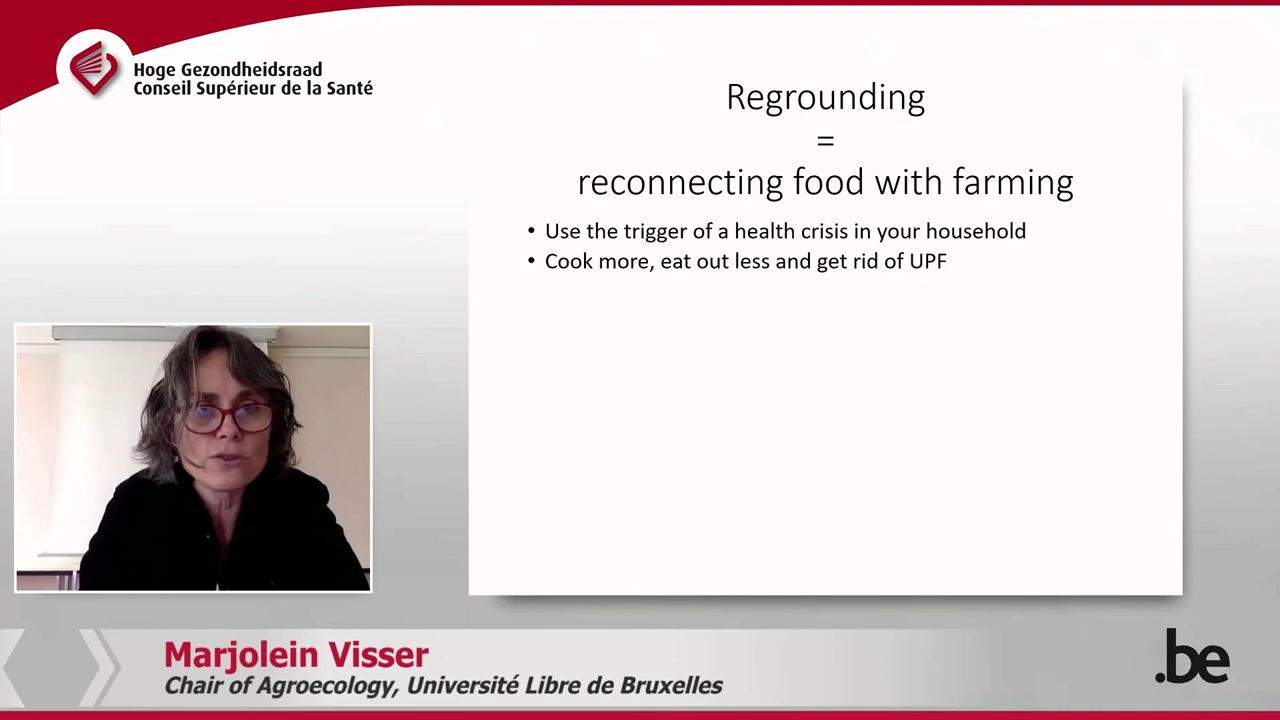 Hoge Gezondheidsraad
Conseil Supérieur de la Santé
Regrounding
=
reconnecting food with farming
• Use the trigger of a health crisis in your household
• Cook more, eat out less and get rid of UPF
Marjolein Visser
Chair of Agroecology, Université Libre de Bruxelles
.be